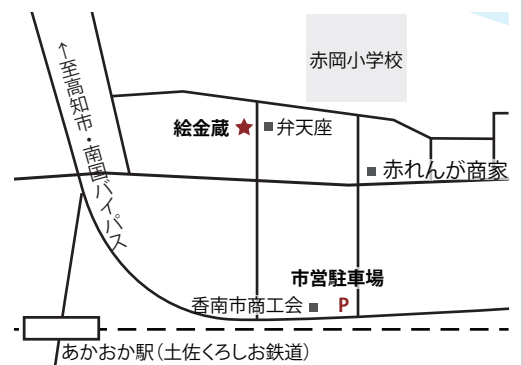 赤岡小学校
←至高知市・南国バイパス
絵金蔵 ★ ■弁天座
■赤れんが商家
市営駐車場
香南市商工会 ■ P
あかおか駅(土佐くろしお鉄道)